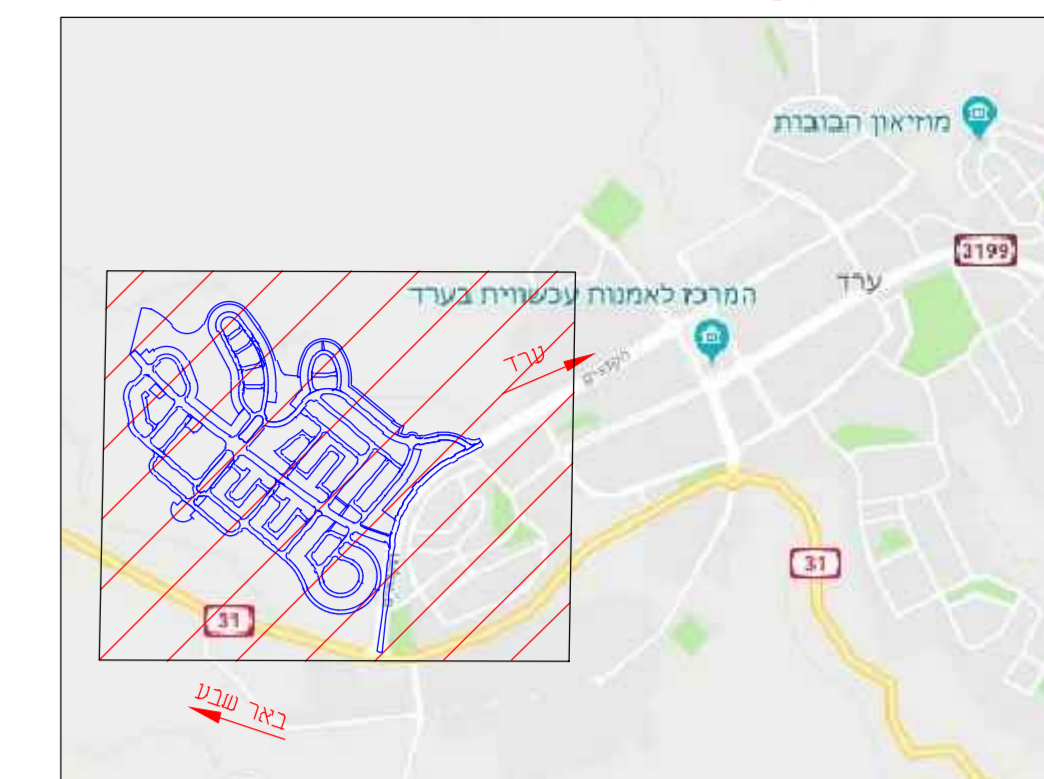 מוזיאון הבובות
3199
ערד
המרכז לאמנות עכשווית בערד
ערד
31
31
באר שבע